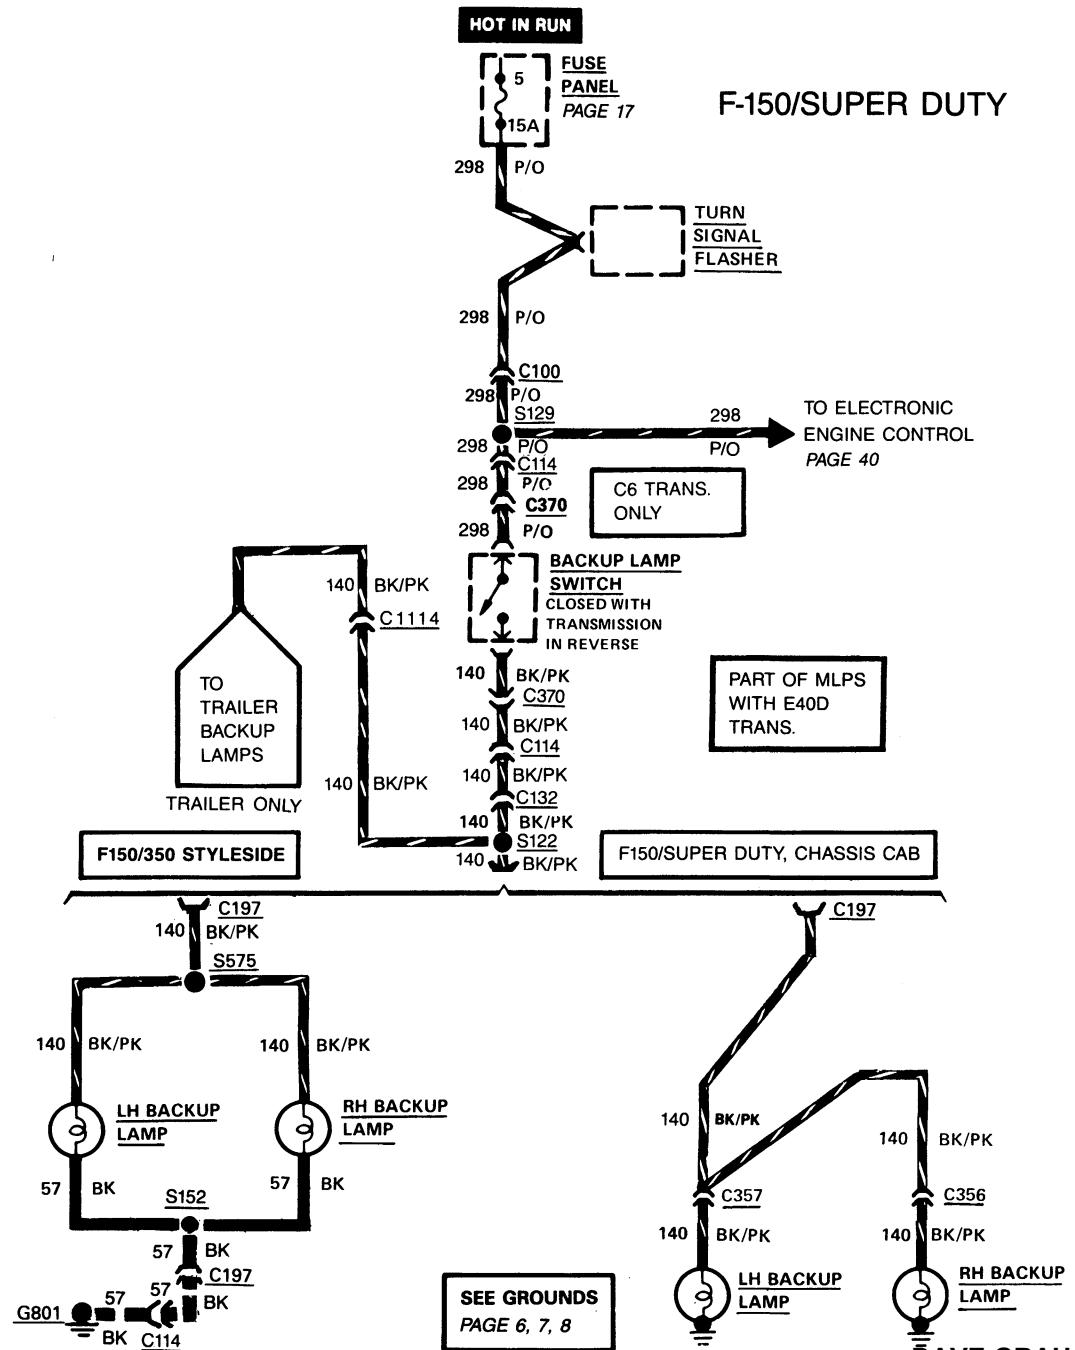 HOT IN RUN
5
15A
FUSE
PANEL
PAGE 17
F-150/SUPER DUTY
298 P/O
TURN
SIGNAL
FLASHER
298 P/O
C100
298 P/O
S129
298
P/O
TO ELECTRONIC
ENGINE CONTROL
PAGE 40
298 P/O
C114
298 P/O
C370
298 P/O
C6 TRANS.
ONLY
BACKUP LAMP
SWITCH
CLOSED WITH
TRANSMISSION
IN REVERSE
140 BK/PK
C1114
TO
TRAILER
BACKUP
LAMPS
TRAILER ONLY
140 BK/PK
140 BK/PK
C370
140 BK/PK
C114
140 BK/PK
C132
140 BK/PK
S122
140 BK/PK
PART OF MLPS
WITH E40D
TRANS.
F150/350 STYLESIDE
F150/SUPER DUTY, CHASSIS CAB
C197
140 BK/PK
S575
140 BK/PK
140 BK/PK
LH BACKUP
LAMP
RH BACKUP
LAMP
57 BK
57 BK
S152
57 BK
C197
57 BK
57
BK
G801
C114
C197
140 BK/PK
140 BK/PK
C357
C356
140 BK/PK
140 BK/PK
LH BACKUP
LAMP
RH BACKUP
LAMP
SEE GROUNDS
PAGE 6, 7, 8